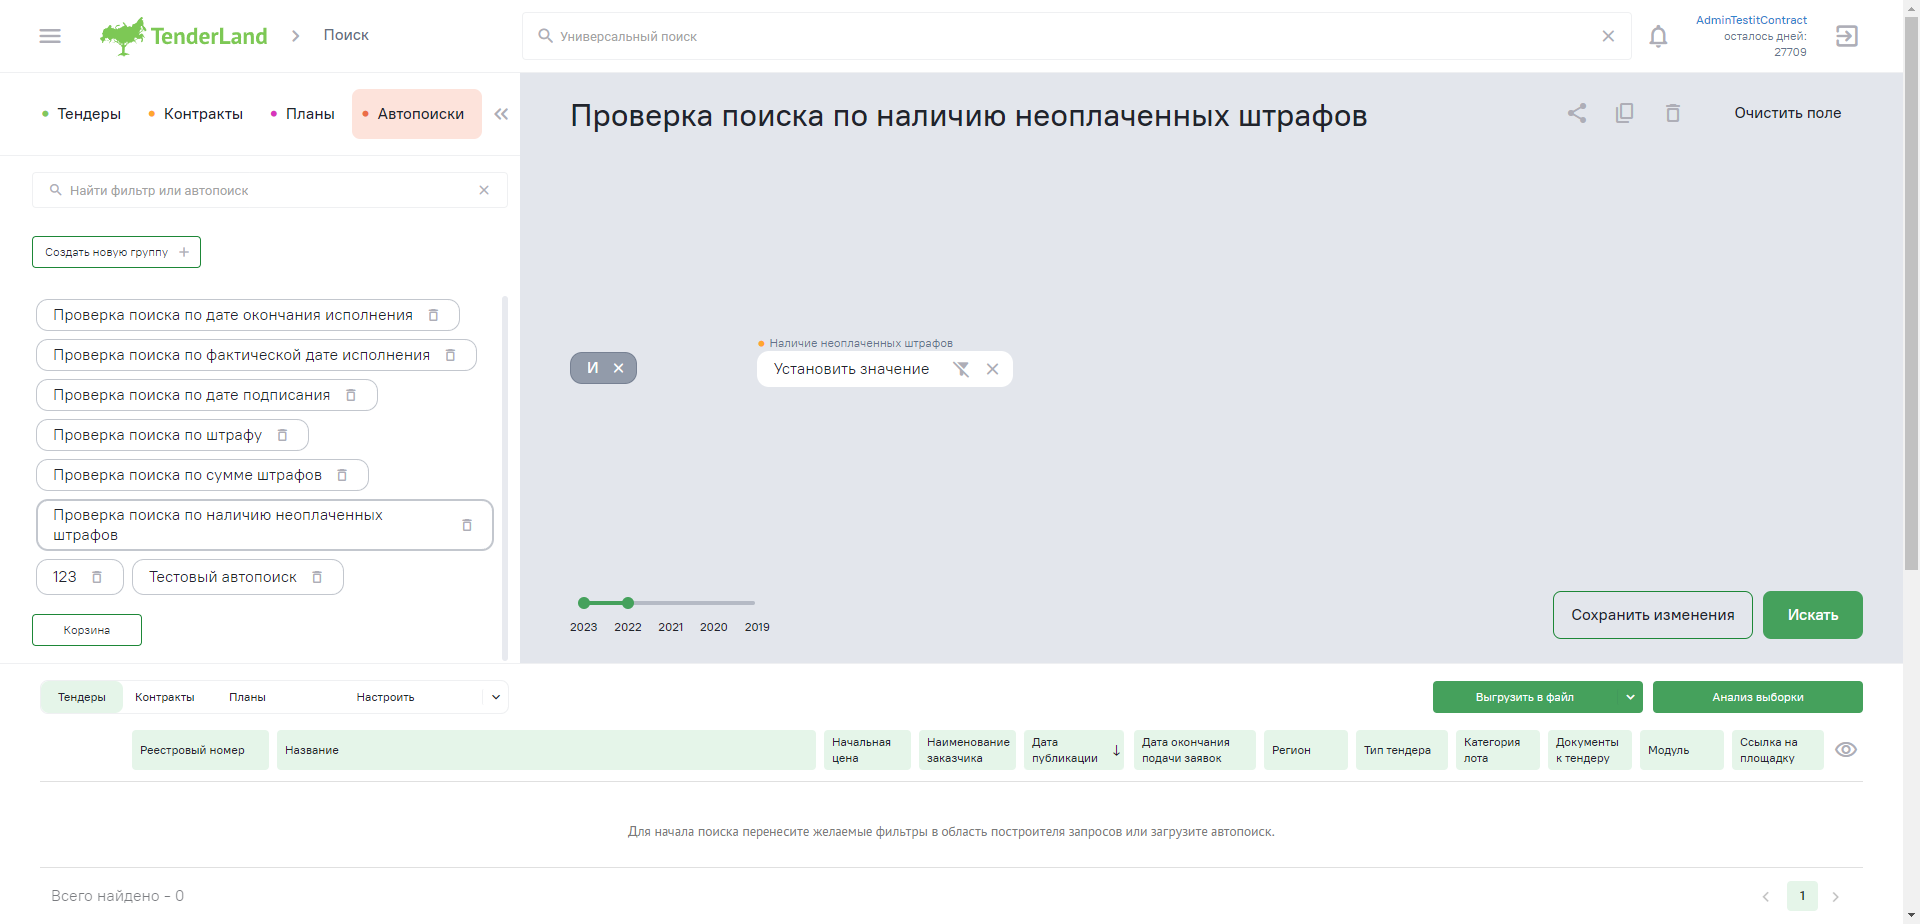 TenderLand
Поиск
Универсальный поиск
AdminTestitContract
осталось дней:
27709
Тендеры
Контракты
Планы
Автопоиски
Проверка поиска по наличию неоплаченных штрафов
Очистить поле
Найти фильтр или автопоиск
Создать новую группу
Проверка поиска по дате окончания исполнения
Проверка поиска по фактической дате исполнения
Проверка поиска по дате подписания
Проверка поиска по штрафу
Проверка поиска по сумме штрафов
Проверка поиска по наличию неоплаченных
штрафов
123
Тестовый автопоиск
Корзина
Наличие неоплаченных штрафов
И
Установить значение
2023
2022
2021
2020
2019
Сохранить изменения
Искать
Тендеры
Контракты
Планы
Настроить
Выгрузить в файл
Анализ выборки
Реестровый номер
Название
Начальная
цена
Наименование
заказчика
Дата
публикации
Дата окончания
подачи заявок
Регион
Тип тендера
Категория
лота
Документы
к тендеру
Модуль
Ссылка на
площадку
Для начала поиска перенесите желаемые фильтры в область построителя запросов или загрузите автопоиск.
Всего найдено - 0
1